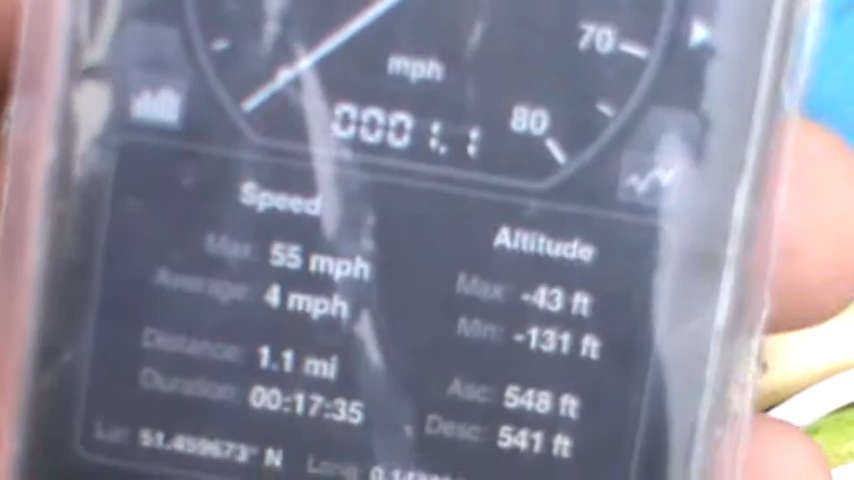 70
mph
80
0001.1
Speed
Max: 55 mph
Average: 4 mph
Distance: 1.1 mi
Duration: 00:17:35
Altitude
Max: -43 ft
Min: -131 ft
Asc: 548 ft
Desc: 541 ft
Lat: 51.459673° N Long: